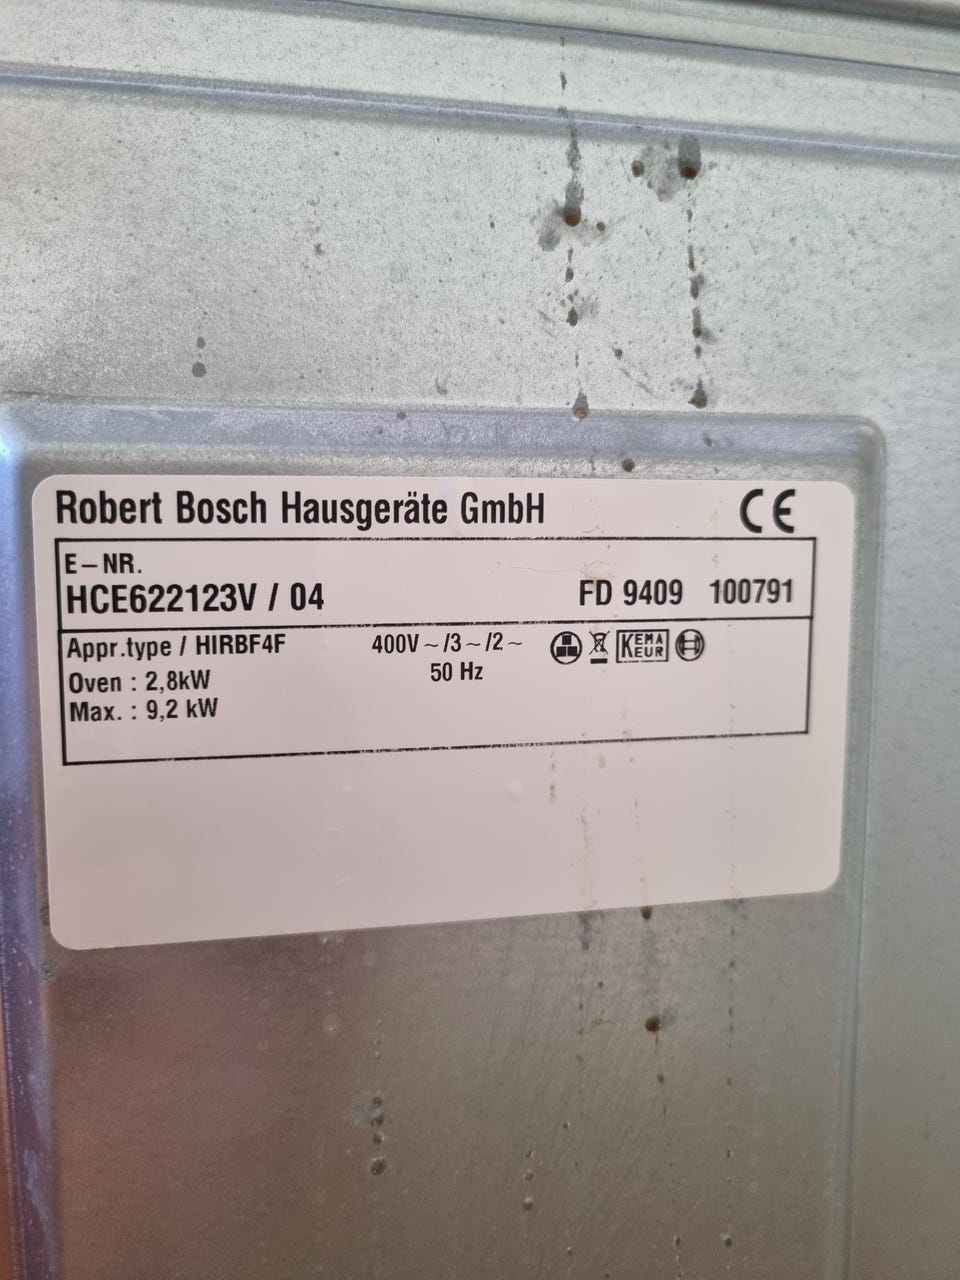 Robert Bosch Hausgeräte GmbH CE
E-NR.
HCE622123V / 04 FD 9409 100791
Appr.type / HIRBF4F 400V~/3~/2~ KEMA
KEUR
Oven : 2,8kW 50 Hz
Max. : 9,2 kW